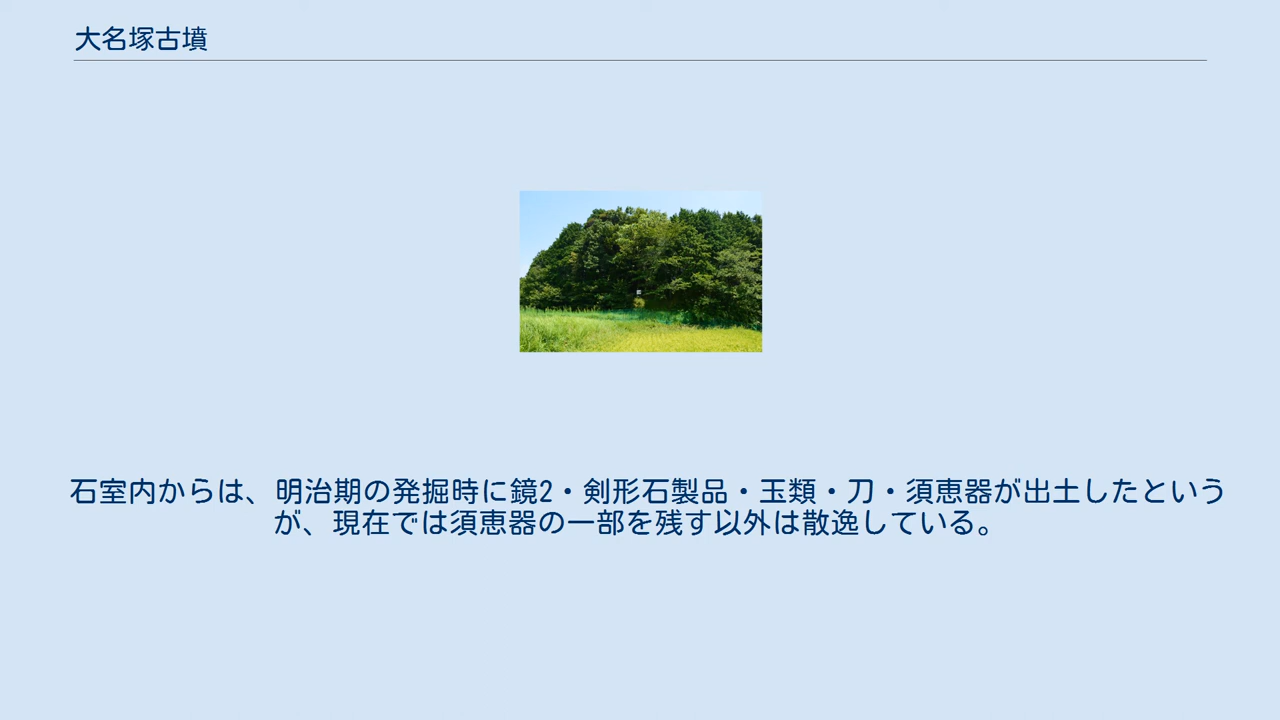 大名塚古墳
石室内からは、明治期の発掘時に鏡2・剣形石製品・玉類・刀・須恵器が出土したという
が、現在では須恵器の一部を残す以外は散逸している。